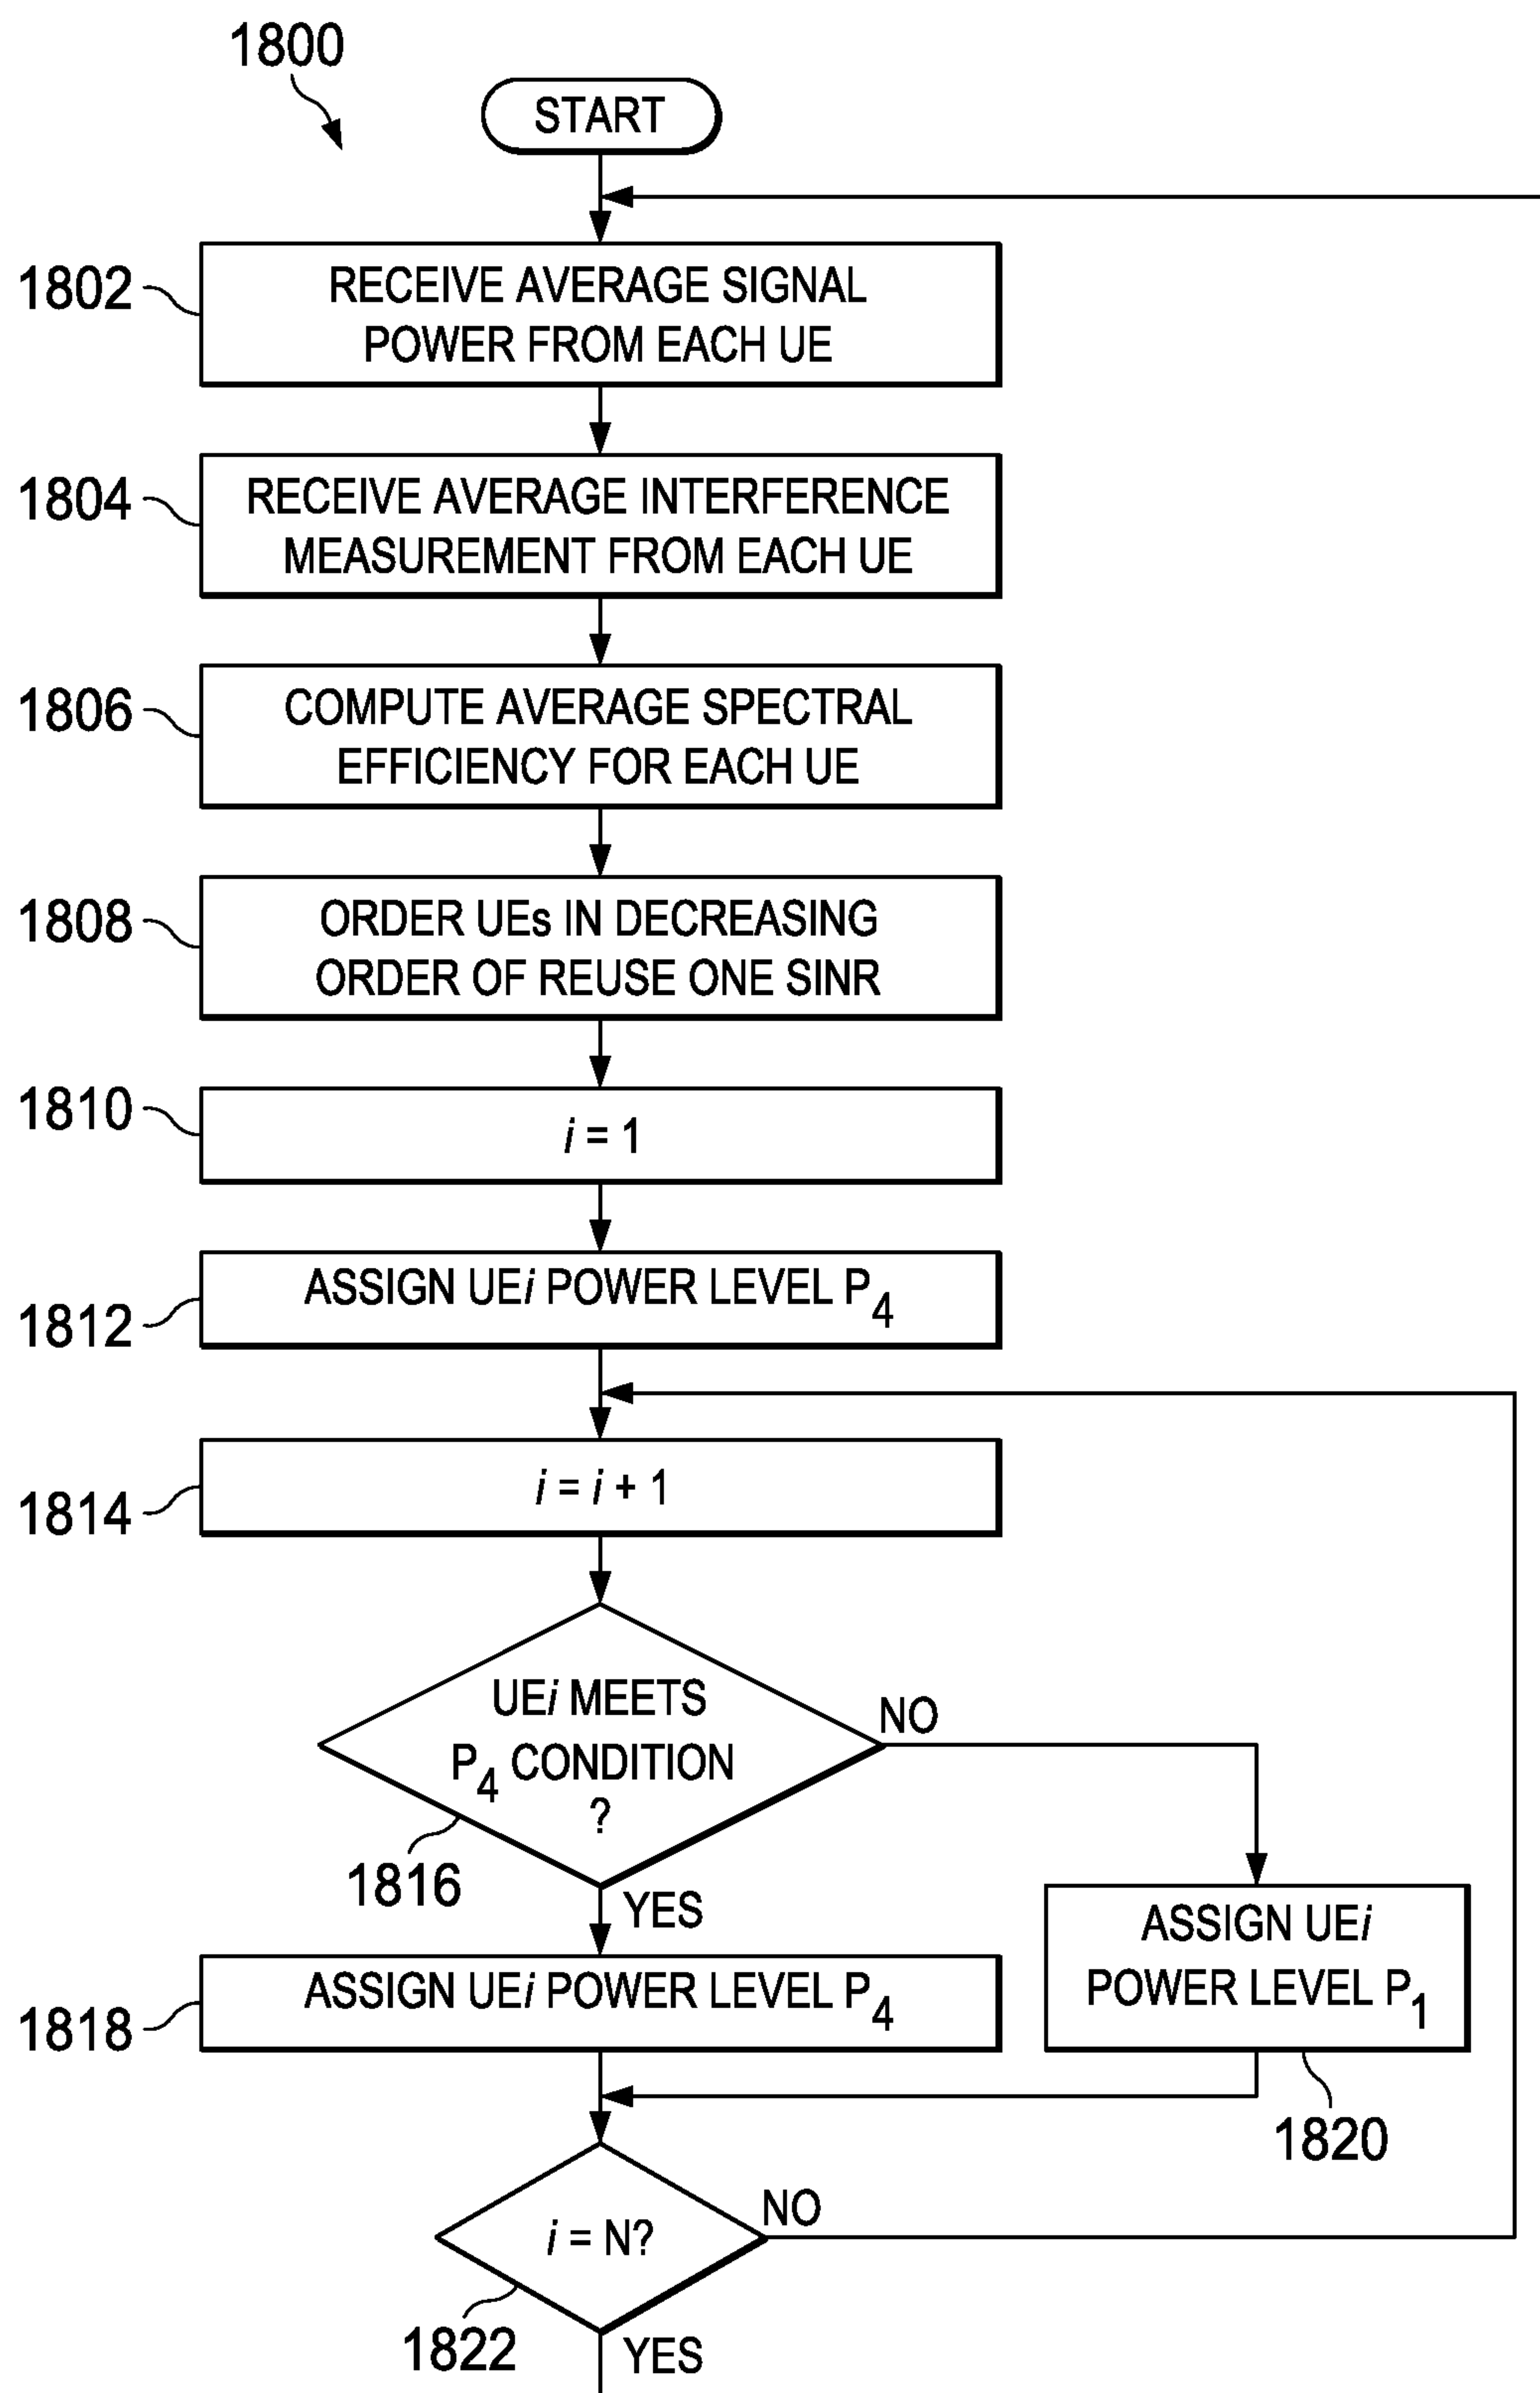 1800
START
1802
RECEIVE AVERAGE SIGNAL
POWER FROM EACH UE
1804
RECEIVE AVERAGE INTERFERENCE
MEASUREMENT FROM EACH UE
1806
COMPUTE AVERAGE SPECTRAL
EFFICIENCY FOR EACH UE
1808
ORDER UEs IN DECREASING
ORDER OF REUSE ONE SINR
1810
i = 1
1812
ASSIGN UEi POWER LEVEL P4
1814
i = i + 1
UEi MEETS
P4 CONDITION
?
NO
1816
YES
ASSIGN UEi
POWER LEVEL P1
1818
ASSIGN UEi POWER LEVEL P4
1820
i = N?
NO
1822
YES